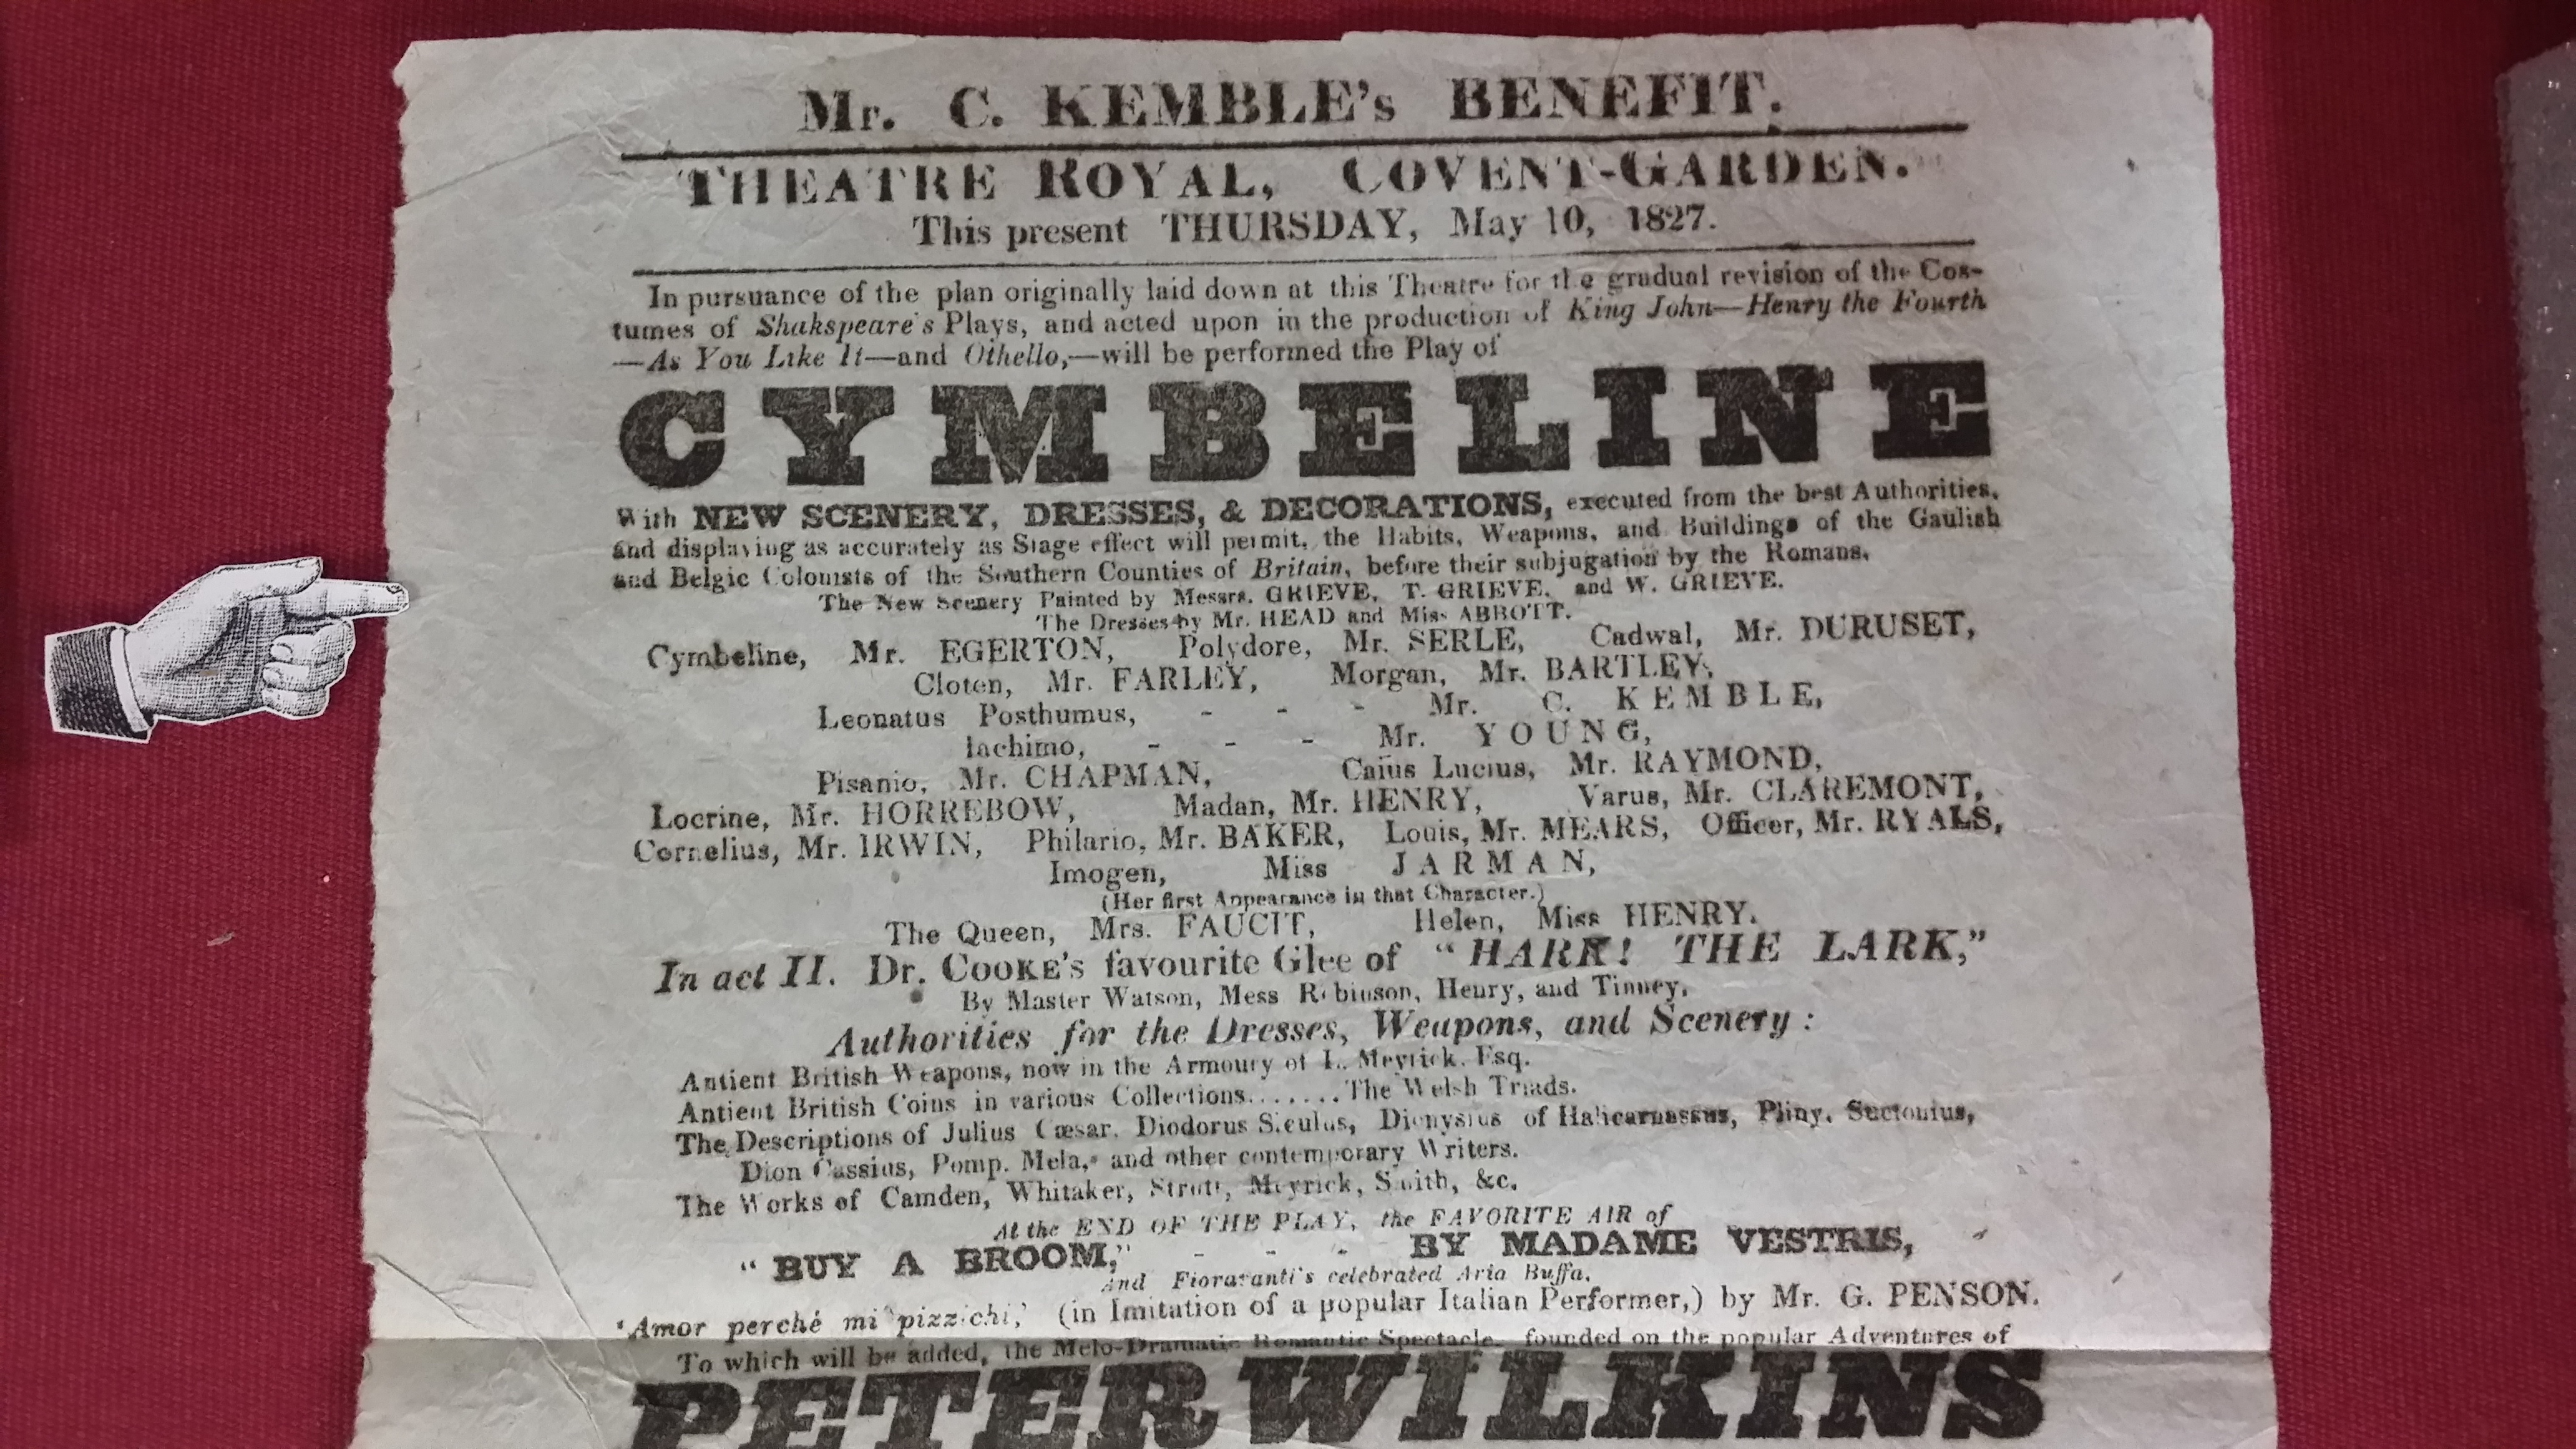 Mr. C. KEMBLE's BENEFIT.
THEATRE ROYAL, COVENT-GARDEN.
This present THURSDAY, May 10, 1827.
In pursuance of the plan originally laid down at this Theatre for the gradual revision of the Cos-
tumes of Shakspeare's Plays, and acted upon in the production of King John—Henry the Fourth
—As You Like It—and Othello,—will be performed the Play of
CYMBELINE
With NEW SCENERY, DRESSES, & DECORATIONS, executed from the best Authorities,
and displaying as accurately as Stage effect will permit, the Habits, Weapons, and Buildings of the Gaulish
and Belgic Colonists of the Southern Counties of Britain, before their subjugation by the Romans.
The New Scenery Painted by Messrs. GRIEVE, T. GRIEVE, and W. GRIEVE.
The Dresses by Mr. HEAD and Miss ABBOTT.
Cymbeline, Mr. EGERTON, Polydore, Mr. SERLE, Cadwal, Mr. DURUSET,
Cloten, Mr. FARLEY, Morgan, Mr. BARTLEY,
Leonatus Posthumus, - - - Mr. C. KEMBLE,
Iachimo, - - - Mr. YOUNG,
Pisanio, Mr. CHAPMAN, Caius Lucius, Mr. RAYMOND,
Locrine, Mr. HORREBOW, Madan, Mr. HENRY, Varus, Mr. CLAREMONT,
Cornelius, Mr. IRWIN, Philario, Mr. BAKER, Louis, Mr. MEARS, Officer, Mr. RYALS,
Imogen, Miss JARMAN,
(Her first Appearance in that Character.)
The Queen, Mrs. FAUCIT, Helen, Miss HENRY.
In act II. Dr. COOKE's favourite Glee of "HARK! THE LARK,"
By Master Watson, Mess Robinson, Henry, and Tinney.
Authorities for the Dresses, Weapons, and Scenery:
Antient British Weapons, now in the Armoury of L. Meyrick, Esq.
Antient British Coins in various Collections.......The Welsh Triads.
The Descriptions of Julius Cæsar, Diodorus Siculus, Dionysius of Halicarnassus, Pliny, Suetonius,
Dion Cassius, Pomp. Mela, and other contemporary Writers.
The Works of Camden, Whitaker, Strutt, Meyrick, Smith, &c.
At the END OF THE PLAY, the FAVORITE AIR of
"BUY A BROOM," - - - BY MADAME VESTRIS,
And Fioravanti's celebrated Aria Buffa,
'Amor perché mi pizzichi,' (in Imitation of a popular Italian Performer,) by Mr. G. PENSON.
To which will be added, the Melo-Dramatic Romantic Spectacle, founded on the popular Adventures of
PETER WILKINS